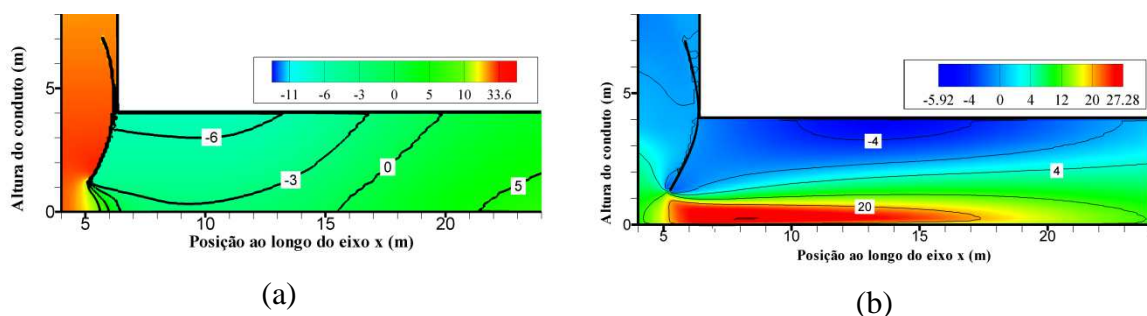 Altura do conduto (m)
5
0
-11 -6 -3 0 5 10 33.6
-6
-3
0
5
5 10 15 20
Posição ao longo do eixo x (m)
(a)
Altura do conduto (m)
5
0
-5.92 -4 0 4 12 20 27.28
-4
4
20
5 10 15 20
Posição ao longo do eixo x (m)
(b)